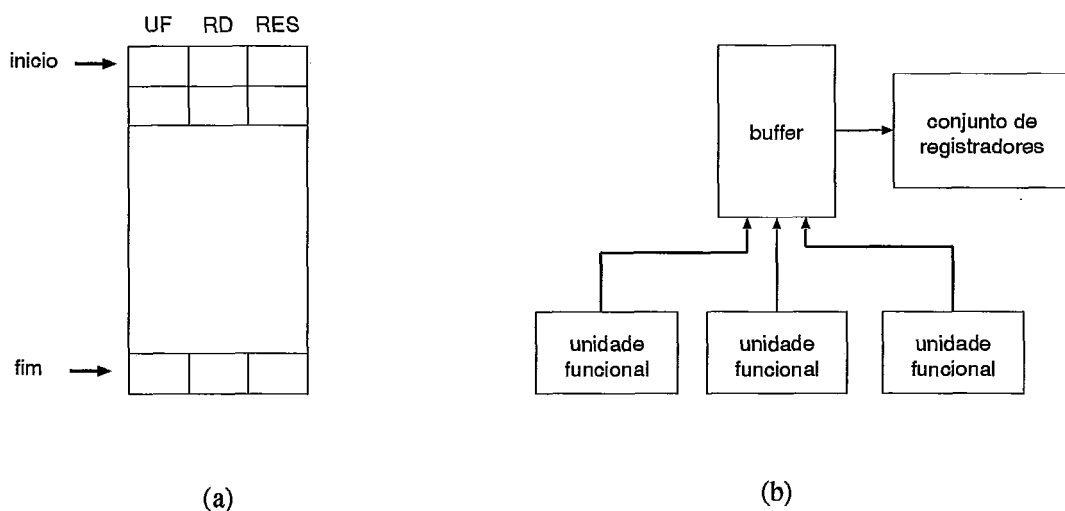 UF RD RES
inicio
fim
(a)
buffer
conjunto de
registradores
unidade
funcional
unidade
funcional
unidade
funcional
(b)